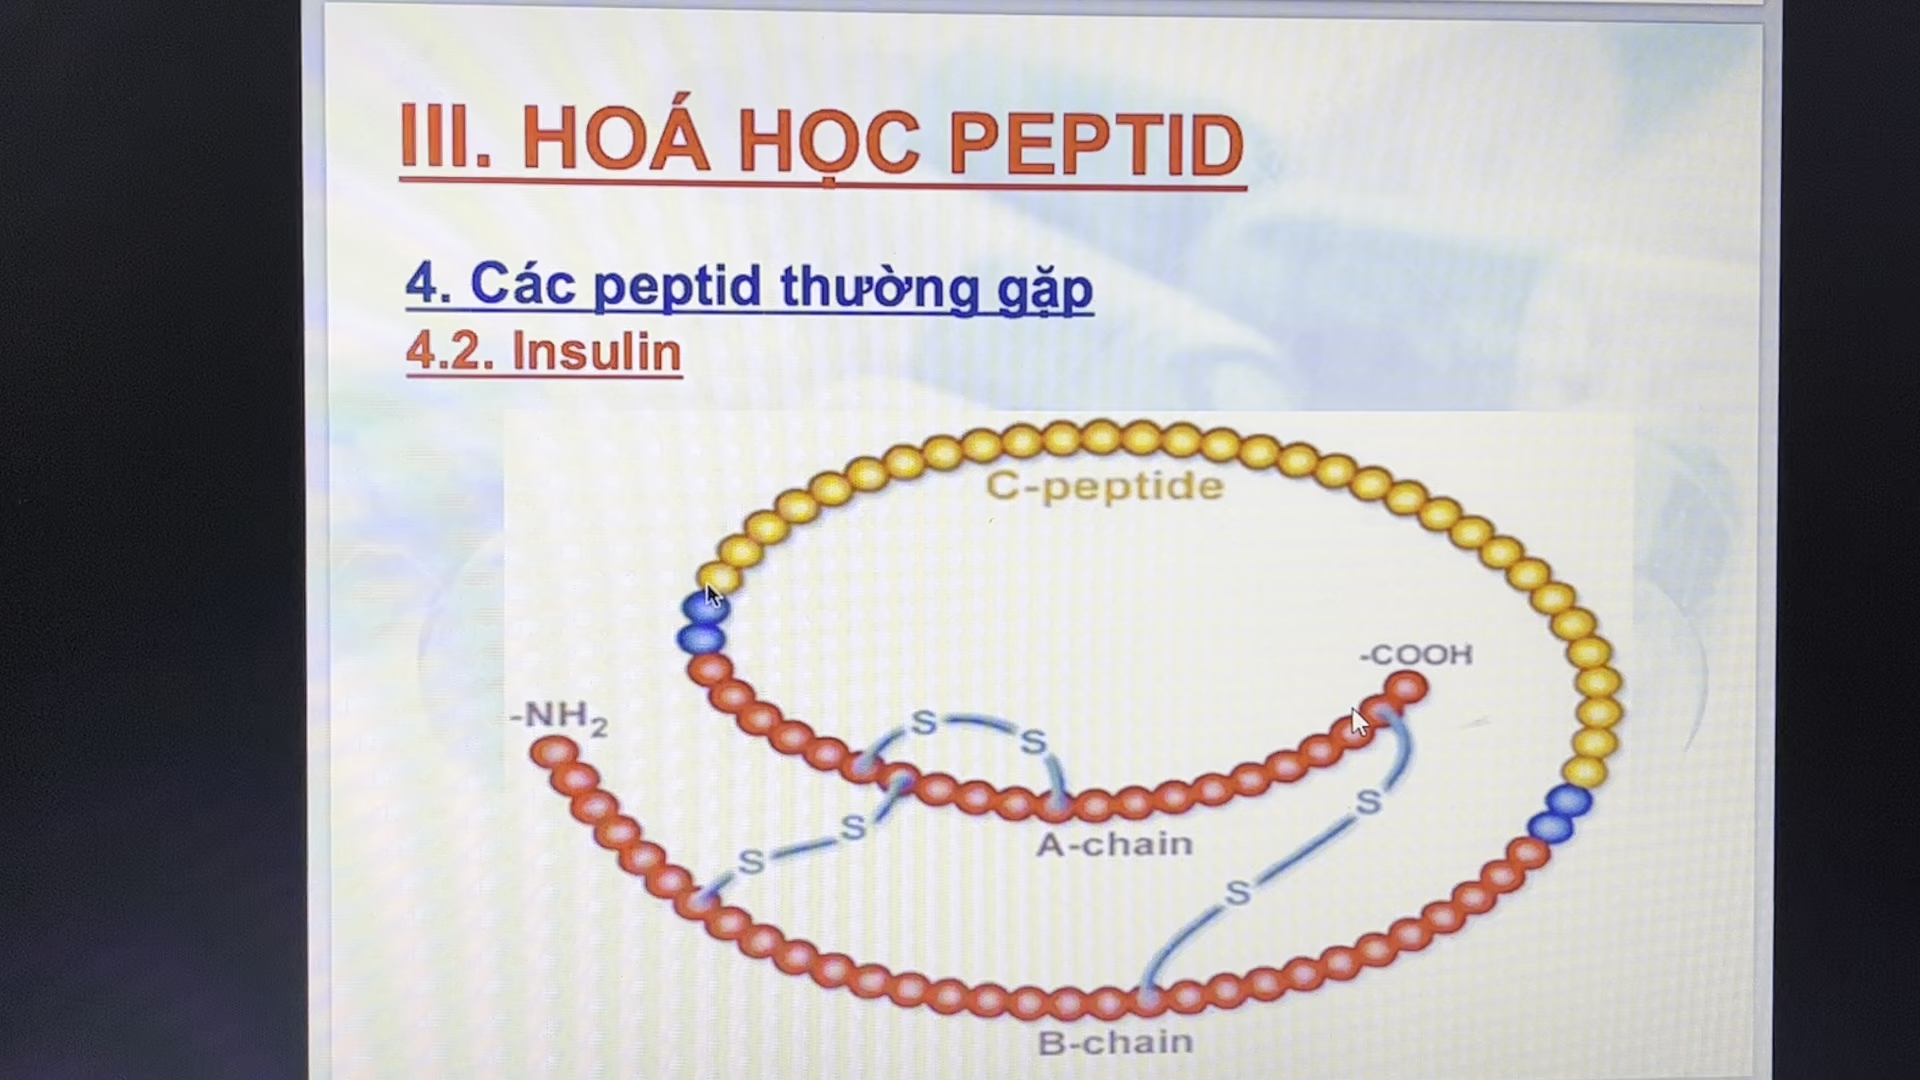 III. HOÁ HỌC PEPTID
4. Các peptid thường gặp
4.2. Insulin
C-peptide
-COOH
-NH₂
S
S
S
S
S
S
A-chain
B-chain